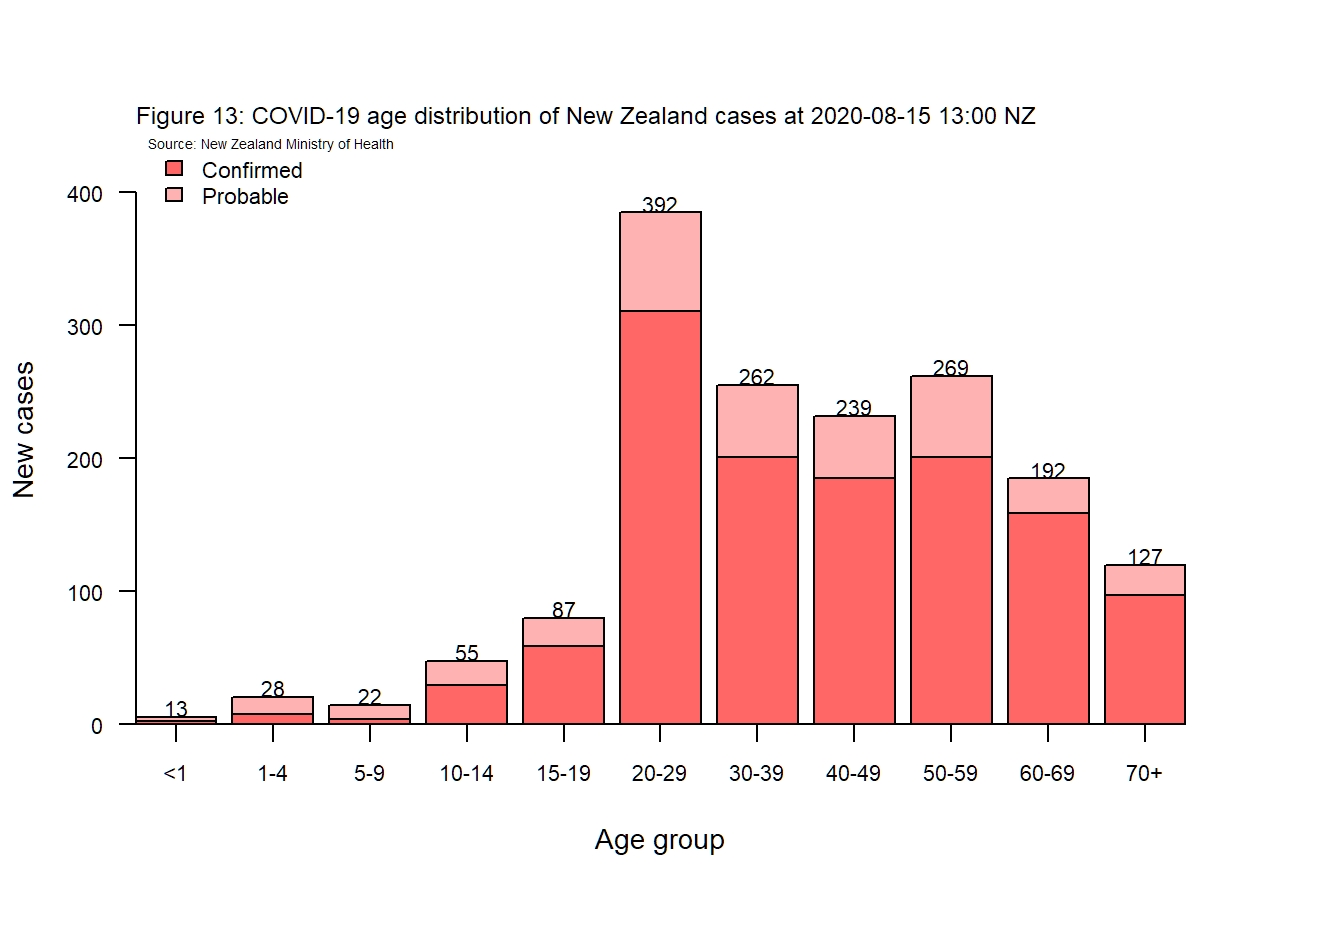 Figure 13: COVID-19 age distribution of New Zealand cases at 2020-08-15 13:00 NZ
Source: New Zealand Ministry of Health
Confirmed
Probable
New cases
400
300
200
100
0
13
28
22
55
87
392
262
239
269
192
127
<1 1-4 5-9 10-14 15-19 20-29 30-39 40-49 50-59 60-69 70+
Age group